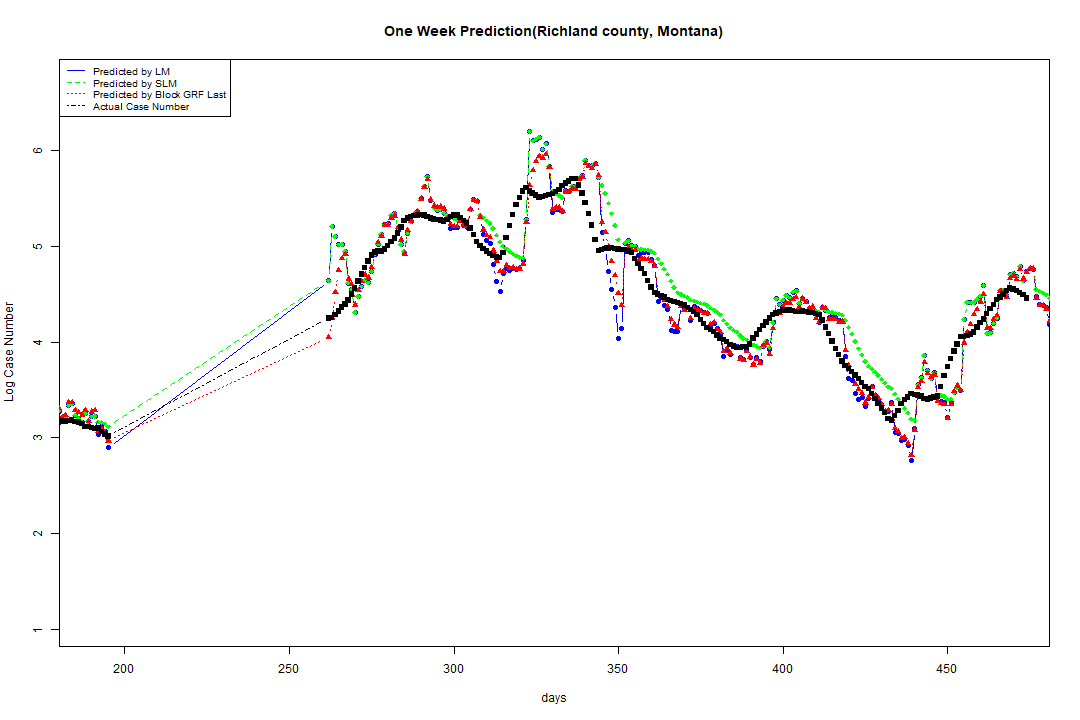 One Week Prediction(Richland county, Montana)
Predicted by LM
Predicted by SLM
Predicted by Block GRF Last
Actual Case Number
6
5
4
3
2
1
Log Case Number
200 250 300 350 400 450
days